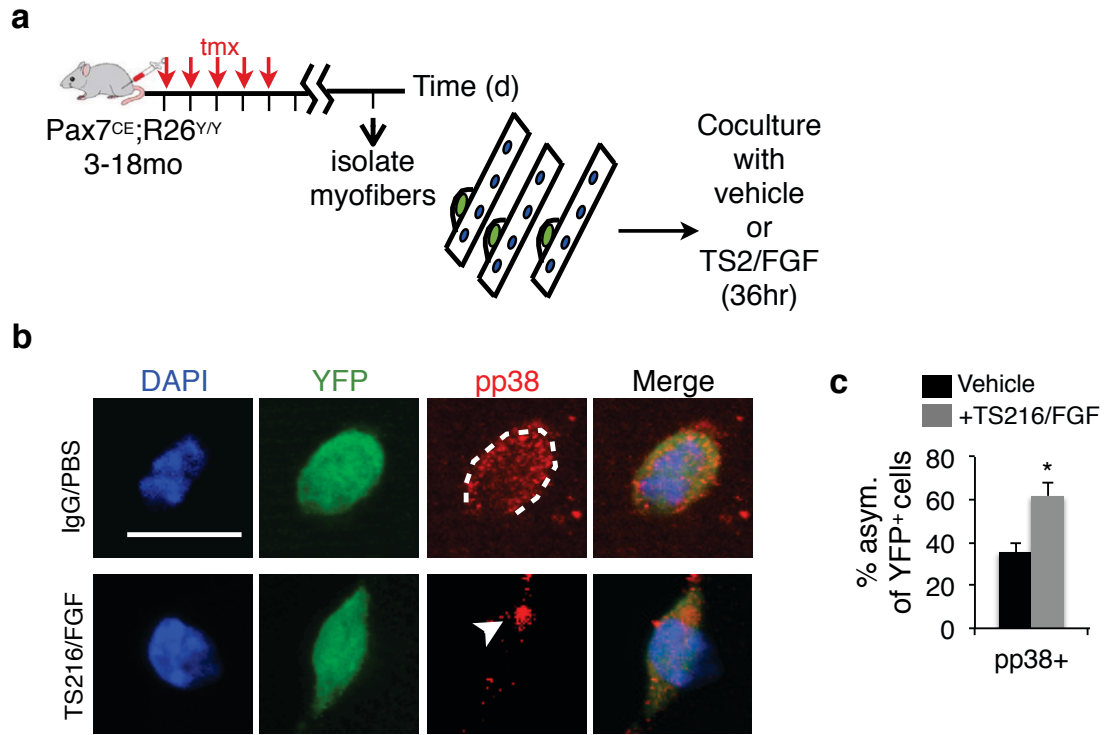 a
tmx
Time (d)
Pax7CE;R26Y/Y
3-18mo
isolate
myofibers
Coculture
with
vehicle
or
TS2/FGF
(36hr)
b
DAPI
YFP
pp38
Merge
IgG/PBS
TS216/FGF
c
Vehicle
+TS216/FGF
% asym.
of YFP+ cells
80
60
40
20
0
*
pp38+